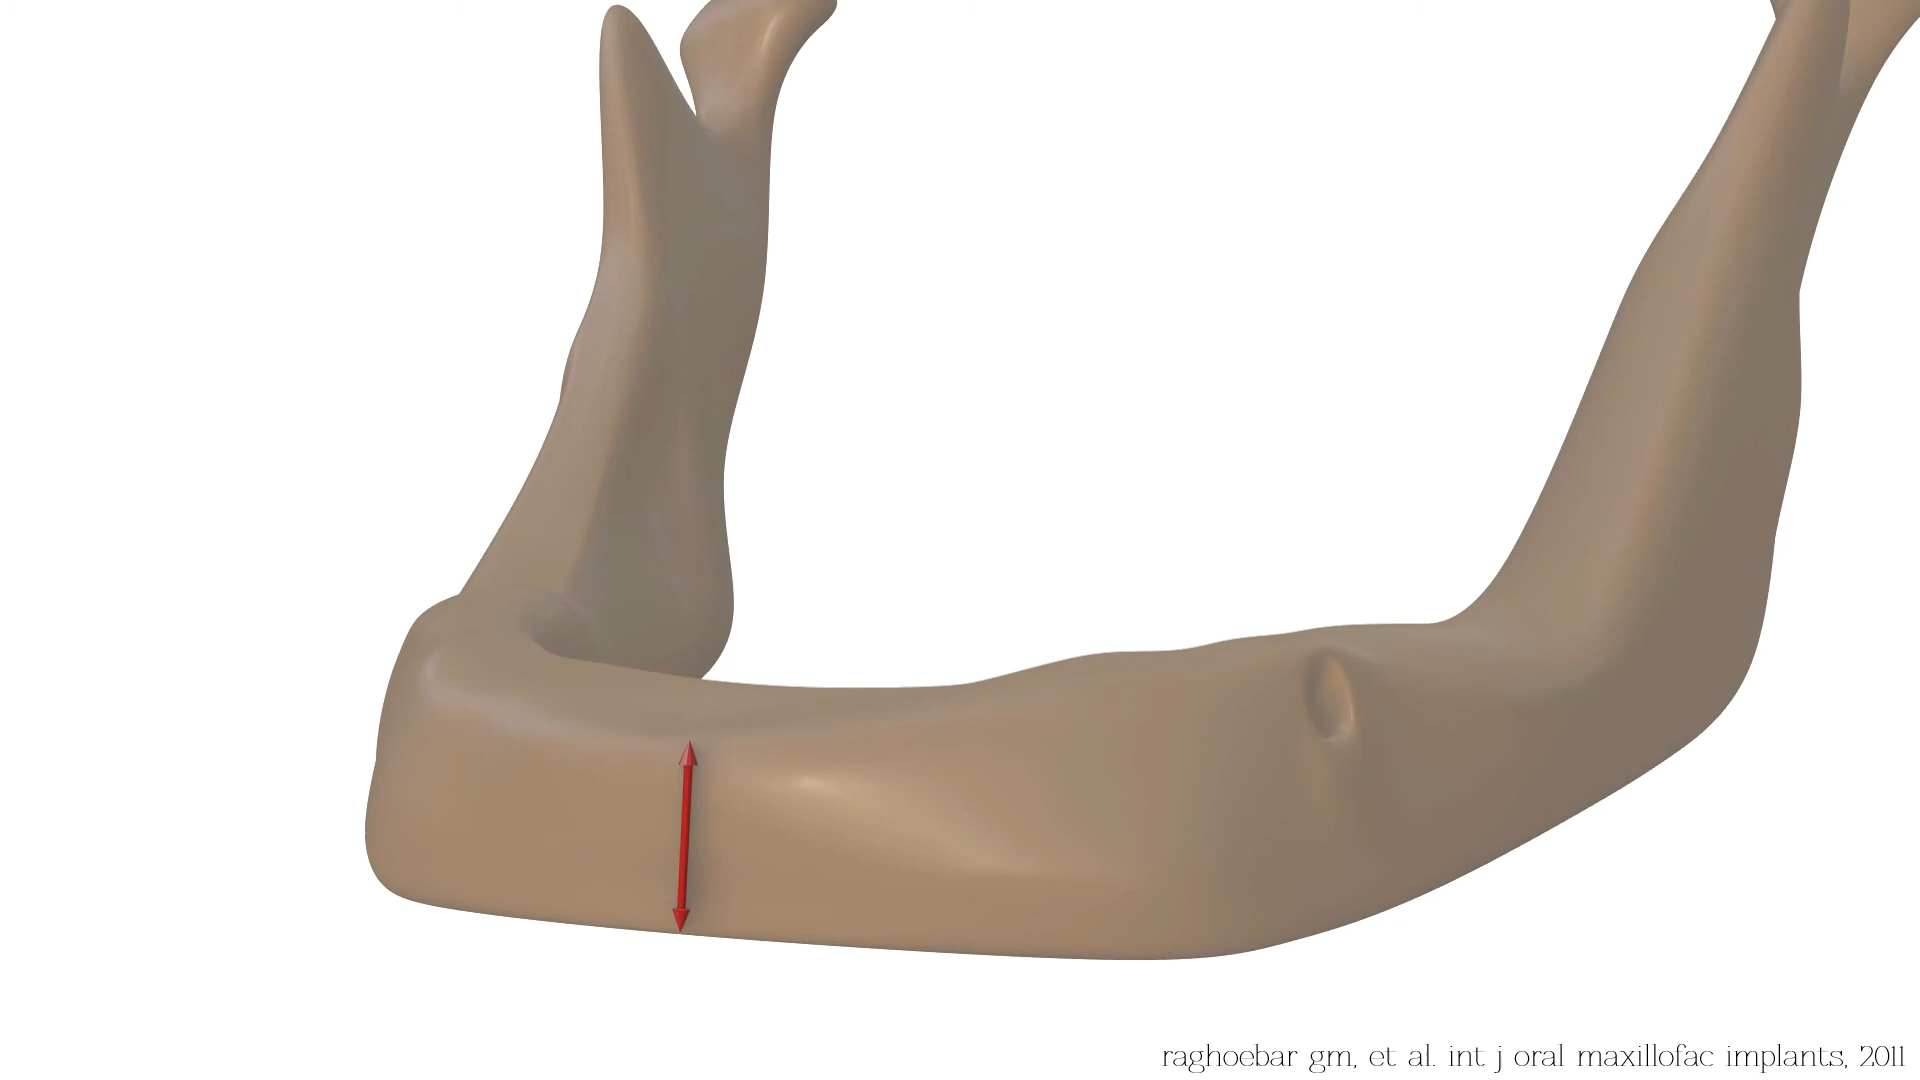 raghoebar gm, et al. int j oral maxillofac implants, 2011